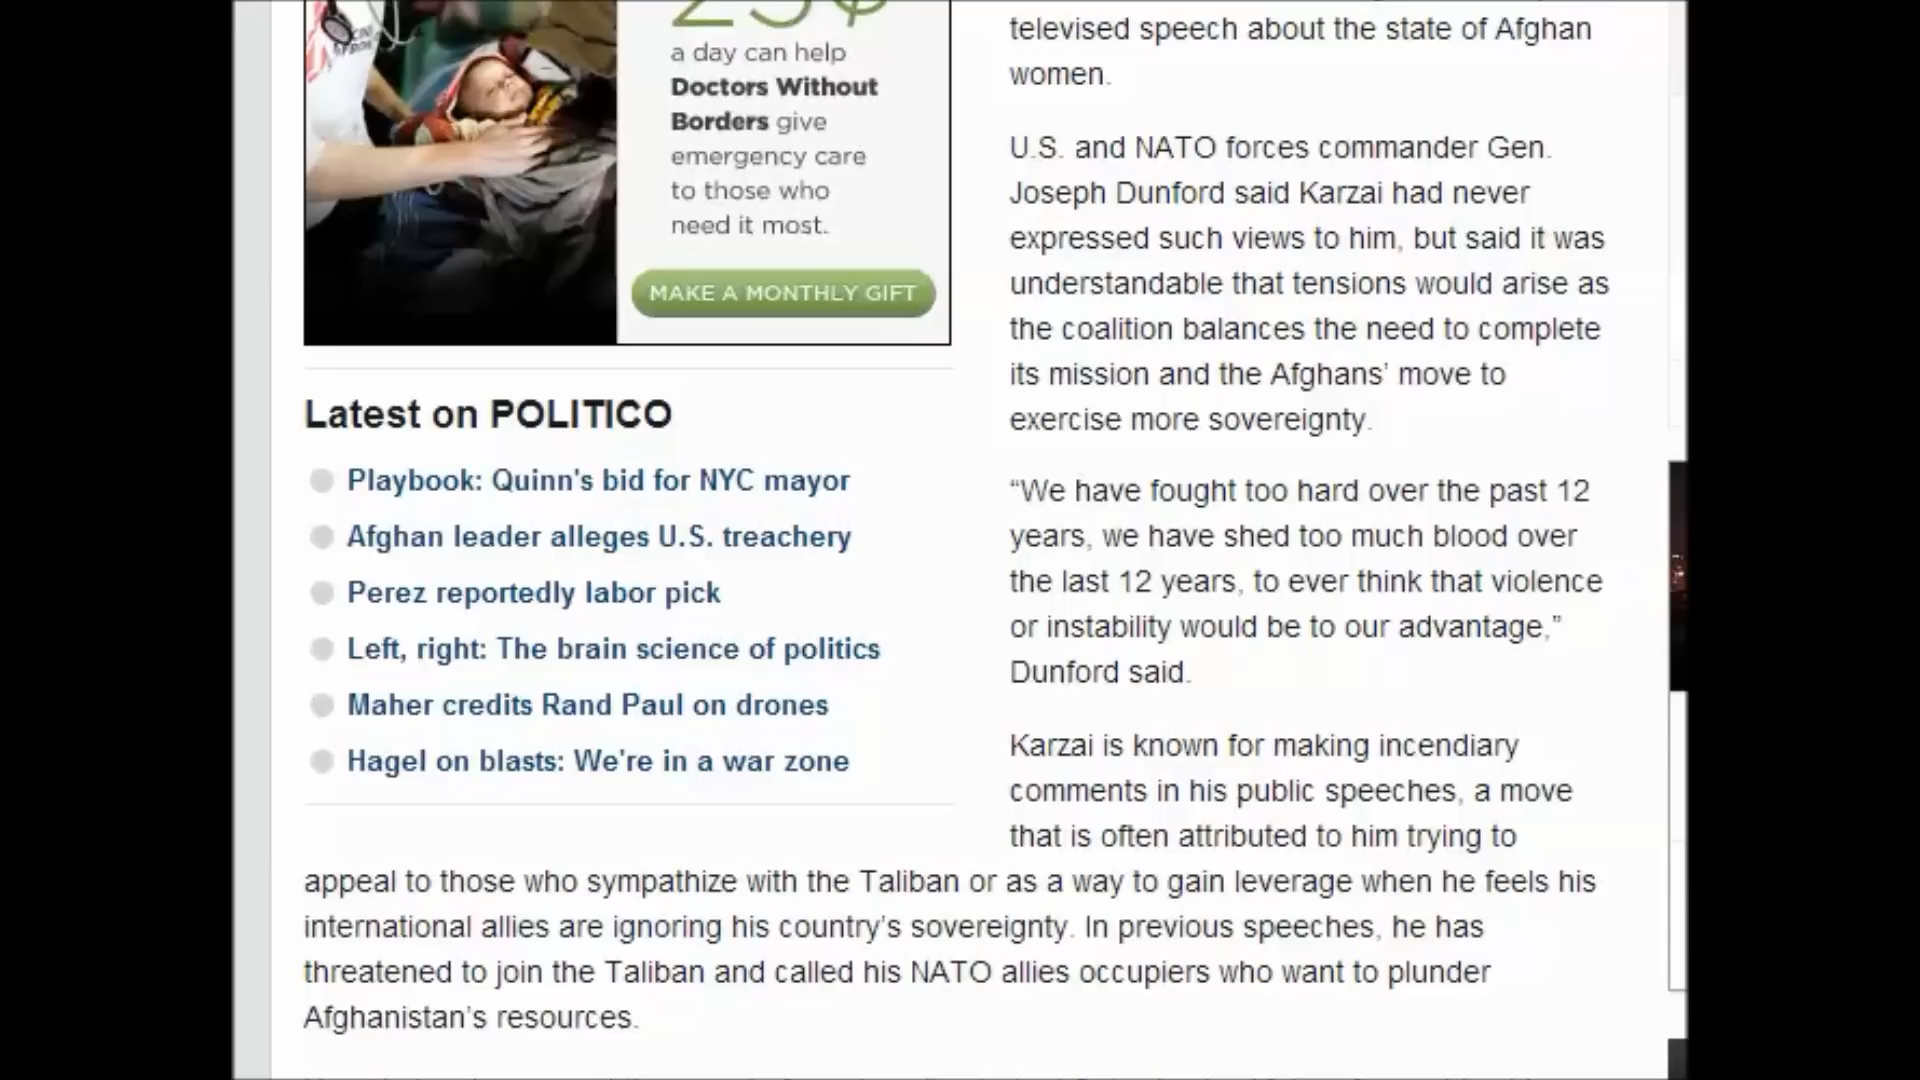 25¢
a day can help
Doctors Without
Borders give
emergency care
to those who
need it most.
MAKE A MONTHLY GIFT
Latest on POLITICO
Playbook: Quinn's bid for NYC mayor
Afghan leader alleges U.S. treachery
Perez reportedly labor pick
Left, right: The brain science of politics
Maher credits Rand Paul on drones
Hagel on blasts: We're in a war zone
televised speech about the state of Afghan
women.
U.S. and NATO forces commander Gen.
Joseph Dunford said Karzai had never
expressed such views to him, but said it was
understandable that tensions would arise as
the coalition balances the need to complete
its mission and the Afghans’ move to
exercise more sovereignty.
“We have fought too hard over the past 12
years, we have shed too much blood over
the last 12 years, to ever think that violence
or instability would be to our advantage,”
Dunford said.
Karzai is known for making incendiary
comments in his public speeches, a move
that is often attributed to him trying to
appeal to those who sympathize with the Taliban or as a way to gain leverage when he feels his
international allies are ignoring his country’s sovereignty. In previous speeches, he has
threatened to join the Taliban and called his NATO allies occupiers who want to plunder
Afghanistan’s resources.